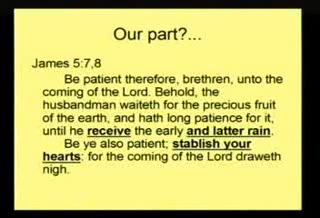 Our part?...
James 5:7,8
Be patient therefore, brethren, unto the
coming of the Lord. Behold, the
husbandman waiteth for the precious fruit
of the earth, and hath long patience for it,
until he receive the early and latter rain.
Be ye also patient; stablish your
hearts: for the coming of the Lord draweth
nigh.